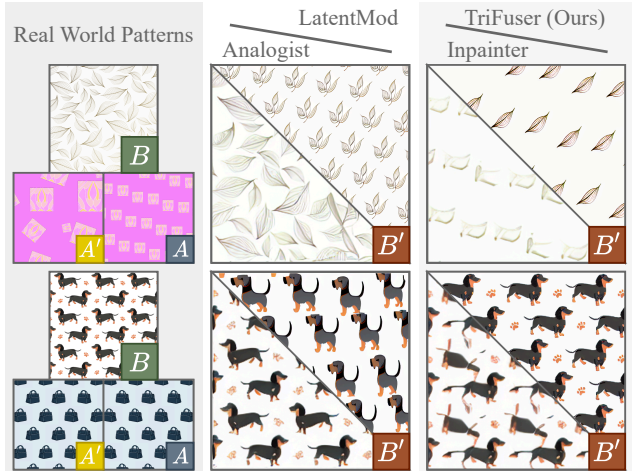 Real World Patterns
LatentMod
Analogist
TriFuser (Ours)
Inpainter
B
A'
A
B'
B'
B
A'
A
B'
B'